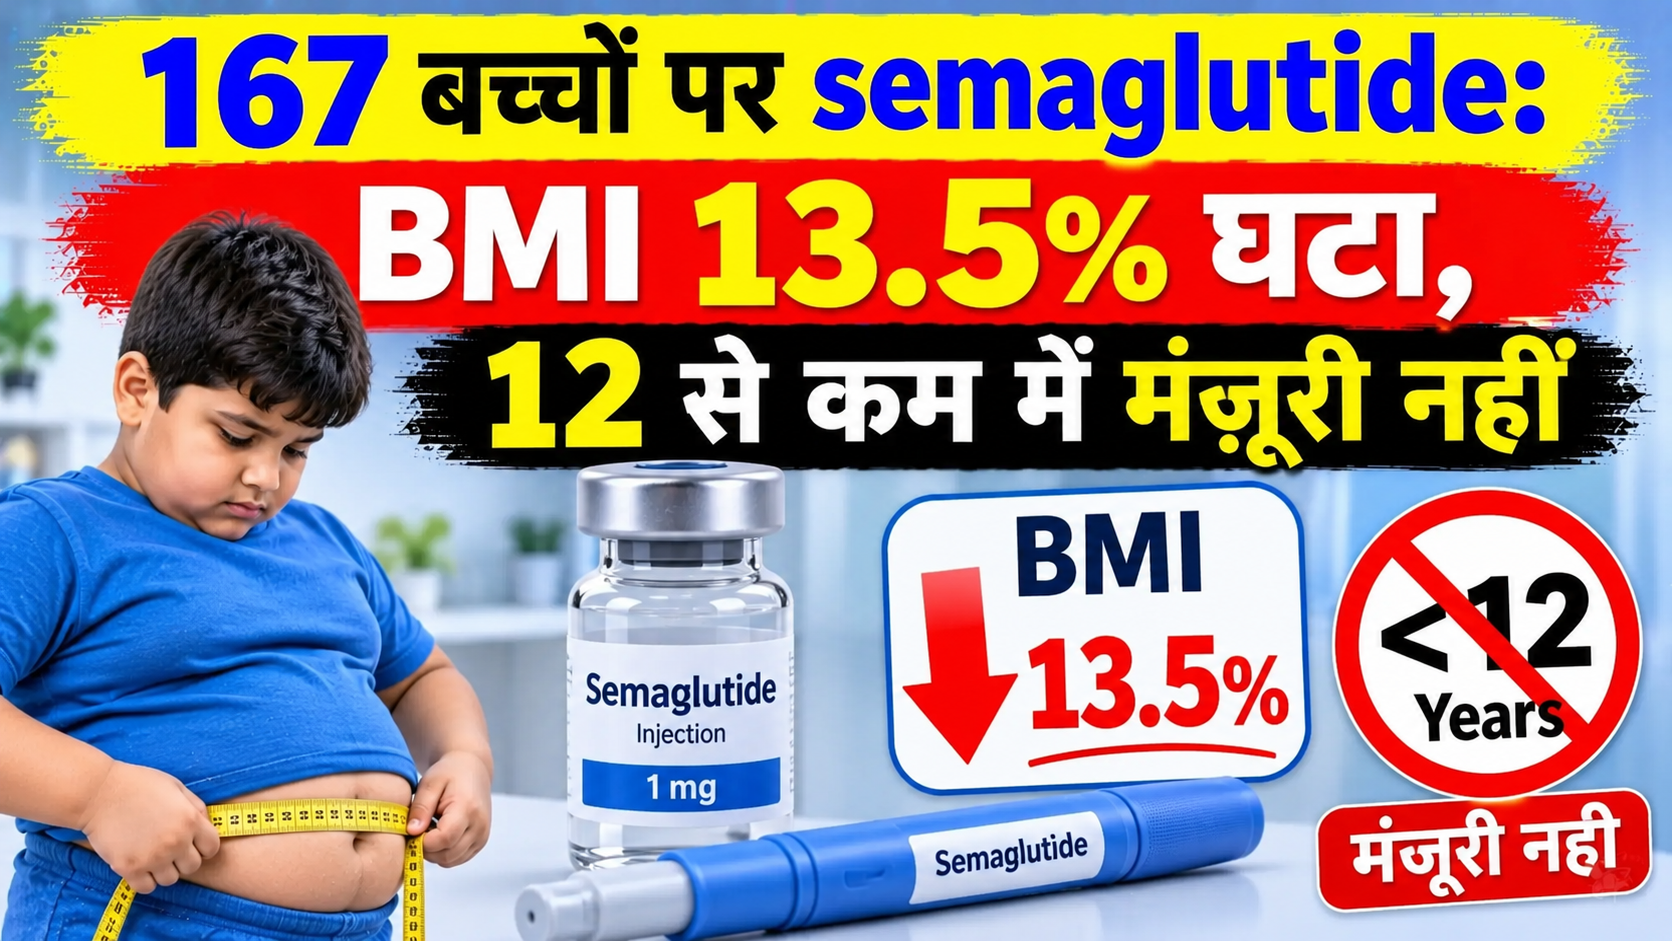 167 बच्चों पर semaglutide:
BMI 13.5% घटा,
12 से कम में मंज़ूरी नहीं
BMI
13.5%
<12
Years
मंजूरी नही
Semaglutide
Injection
1 mg
Semaglutide